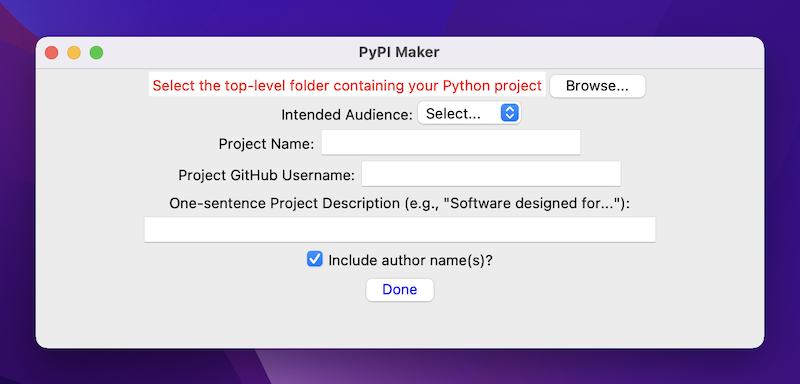 PyPI Maker
Select the top-level folder containing your Python project Browse...
Intended Audience: Select...
Project Name:
Project GitHub Username:
One-sentence Project Description (e.g., "Software designed for..."):
Include author name(s)?
Done